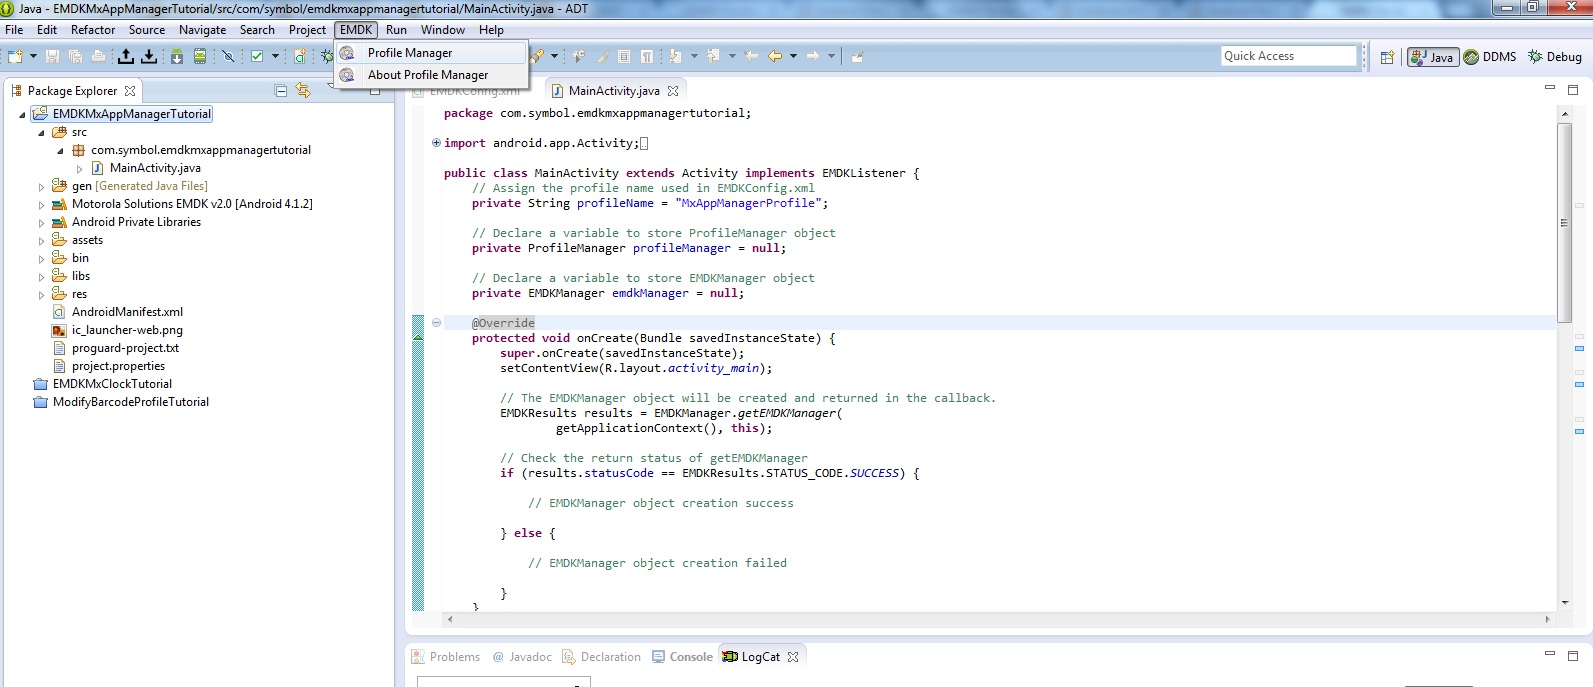 Java - EMDKMxAppManagerTutorial/src/com/symbol/emdkmxappmanagertutorial/MainActivity.java - ADT
File Edit Refactor Source Navigate Search Project EMDK Run Window Help
Profile Manager
About Profile Manager
Quick Access
Java DDMS Debug
Package Explorer
EMDKMxAppManagerTutorial
src
com.symbol.emdkmxappmanagertutorial
MainActivity.java
gen [Generated Java Files]
Motorola Solutions EMDK v2.0 [Android 4.1.2]
Android Private Libraries
assets
bin
libs
res
AndroidManifest.xml
ic_launcher-web.png
proguard-project.txt
project.properties
EMDKMxClockTutorial
ModifyBarcodeProfileTutorial
EMDKConfig.xml MainActivity.java
package com.symbol.emdkmxappmanagertutorial;
import android.app.Activity;
public class MainActivity extends Activity implements EMDKListener {
// Assign the profile name used in EMDKConfig.xml
private String profileName = "MxAppManagerProfile";
// Declare a variable to store ProfileManager object
private ProfileManager profileManager = null;
// Declare a variable to store EMDKManager object
private EMDKManager emdkManager = null;
@Override
protected void onCreate(Bundle savedInstanceState) {
super.onCreate(savedInstanceState);
setContentView(R.layout.activity_main);
// The EMDKManager object will be created and returned in the callback.
EMDKResults results = EMDKManager.getEMDKManager(
getApplicationContext(), this);
// Check the return status of getEMDKManager
if (results.statusCode == EMDKResults.STATUS_CODE.SUCCESS) {
// EMDKManager object creation success
} else {
// EMDKManager object creation failed
}
}
Problems @ Javadoc Declaration Console LogCat